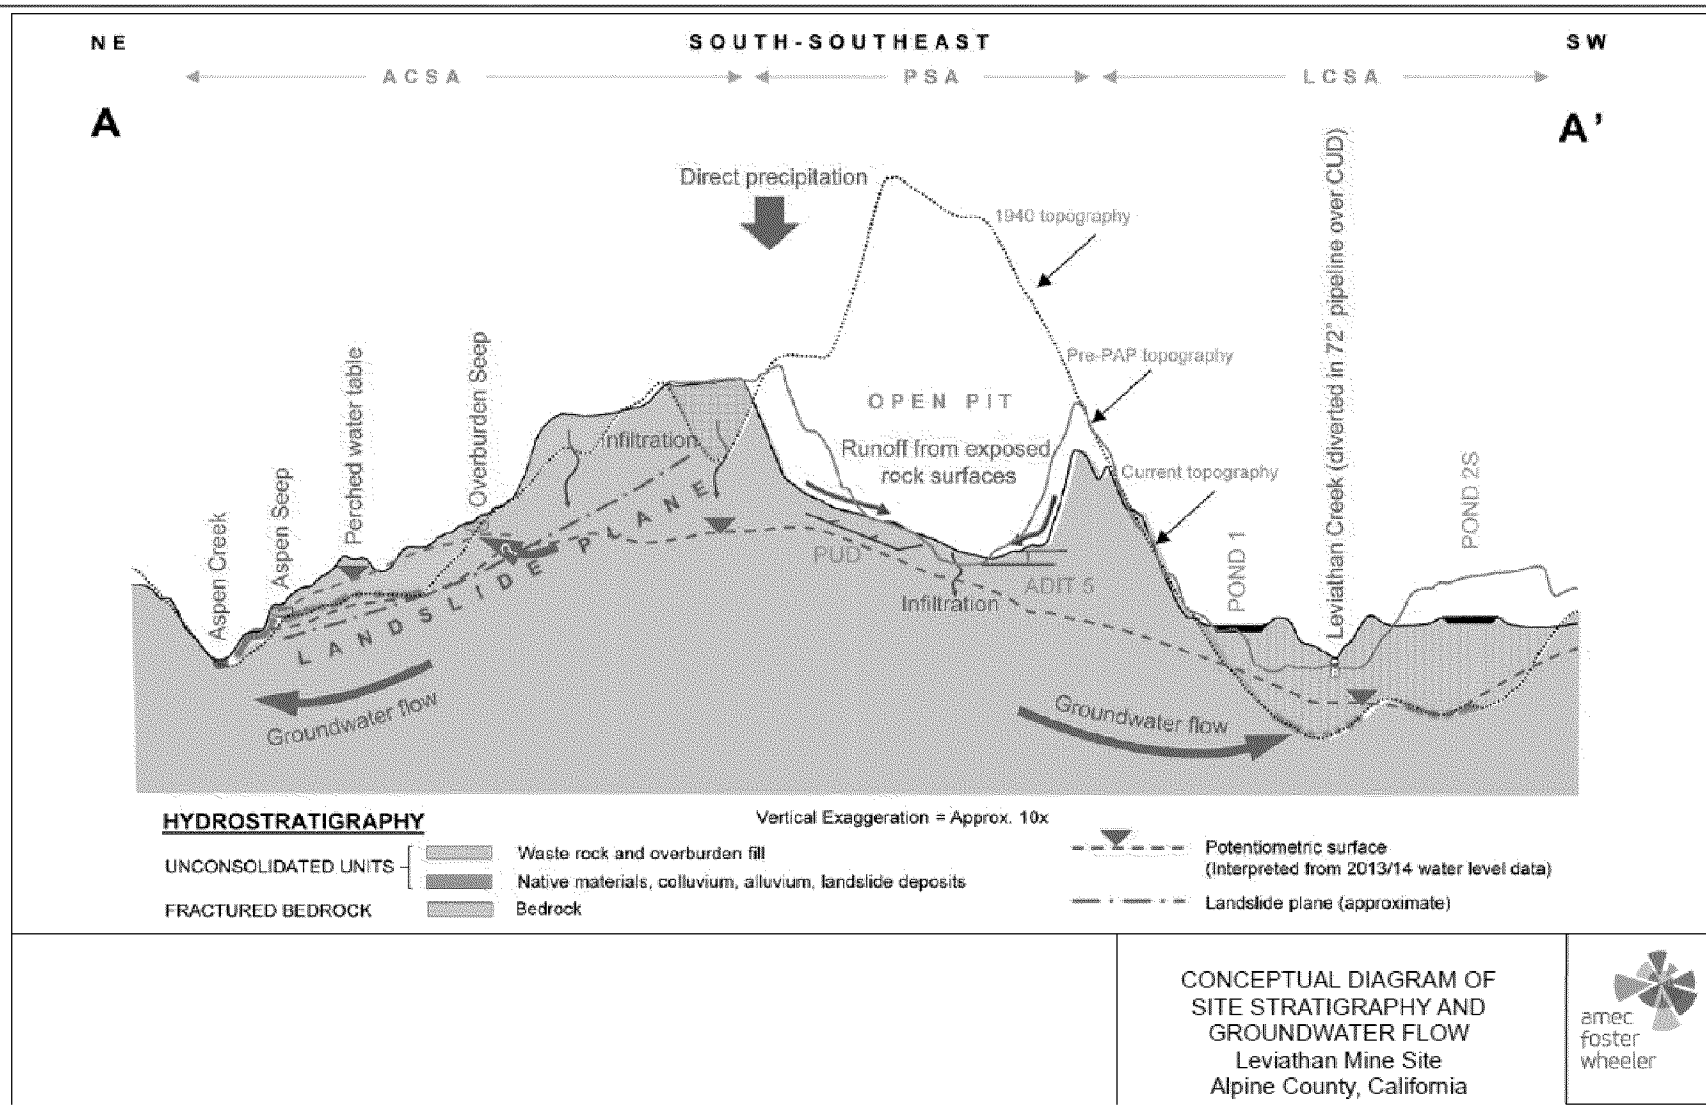 NE
SOUTH-SOUTHEAST
SW
ACSA
PSA
LCSA
A
A'
Direct precipitation
1940 topography
Pre-PAP topography
Current topography
OPEN PIT
Runoff from exposed
rock surfaces
Aspen Creek
Aspen Seep
Perched water table
Overburden Seep
Infiltration
LANDSLIDE PLANE
PUD
Infiltration
ADIT 5
POND 1
Leviathan Creek (diverted in 72" pipeline over CUD)
POND 2S
Groundwater flow
Groundwater flow
HYDROSTRATIGRAPHY
Vertical Exaggeration = Approx. 10x
UNCONSOLIDATED UNITS
Waste rock and overburden fill
Native materials, colluvium, alluvium, landslide deposits
FRACTURED BEDROCK
Bedrock
Potentiometric surface
(Interpreted from 2013/14 water level data)
Landslide plane (approximate)
CONCEPTUAL DIAGRAM OF
SITE STRATIGRAPHY AND
GROUNDWATER FLOW
Leviathan Mine Site
Alpine County, California
amec
foster
wheeler